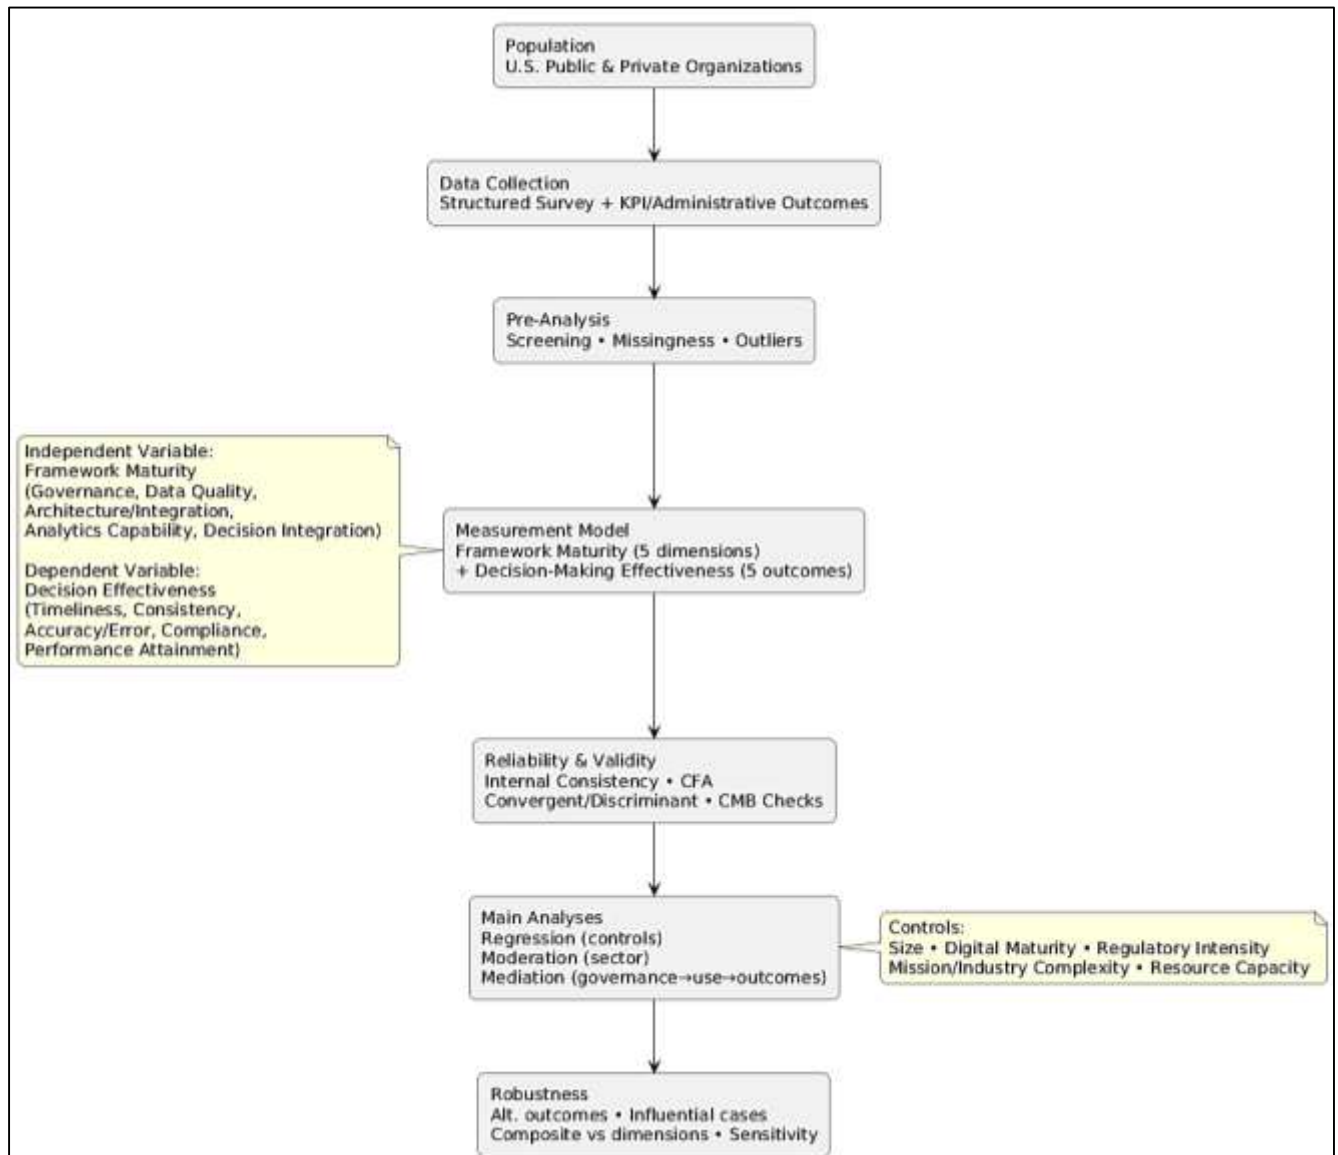 Population
U.S. Public & Private Organizations
Data Collection
Structured Survey + KPI/Administrative Outcomes
Pre-Analysis
Screening • Missingness • Outliers
Independent Variable:
Framework Maturity
(Governance, Data Quality,
Architecture/Integration,
Analytics Capability, Decision Integration)
Dependent Variable:
Decision Effectiveness
(Timeliness, Consistency,
Accuracy/Error, Compliance,
Performance Attainment)
Measurement Model
Framework Maturity (5 dimensions)
+ Decision-Making Effectiveness (5 outcomes)
Reliability & Validity
Internal Consistency • CFA
Convergent/Discriminant • CMB Checks
Main Analyses
Regression (controls)
Moderation (sector)
Mediation (governance→use→outcomes)
Controls:
Size • Digital Maturity • Regulatory Intensity
Mission/Industry Complexity • Resource Capacity
Robustness
Alt. outcomes • Influential cases
Composite vs dimensions • Sensitivity